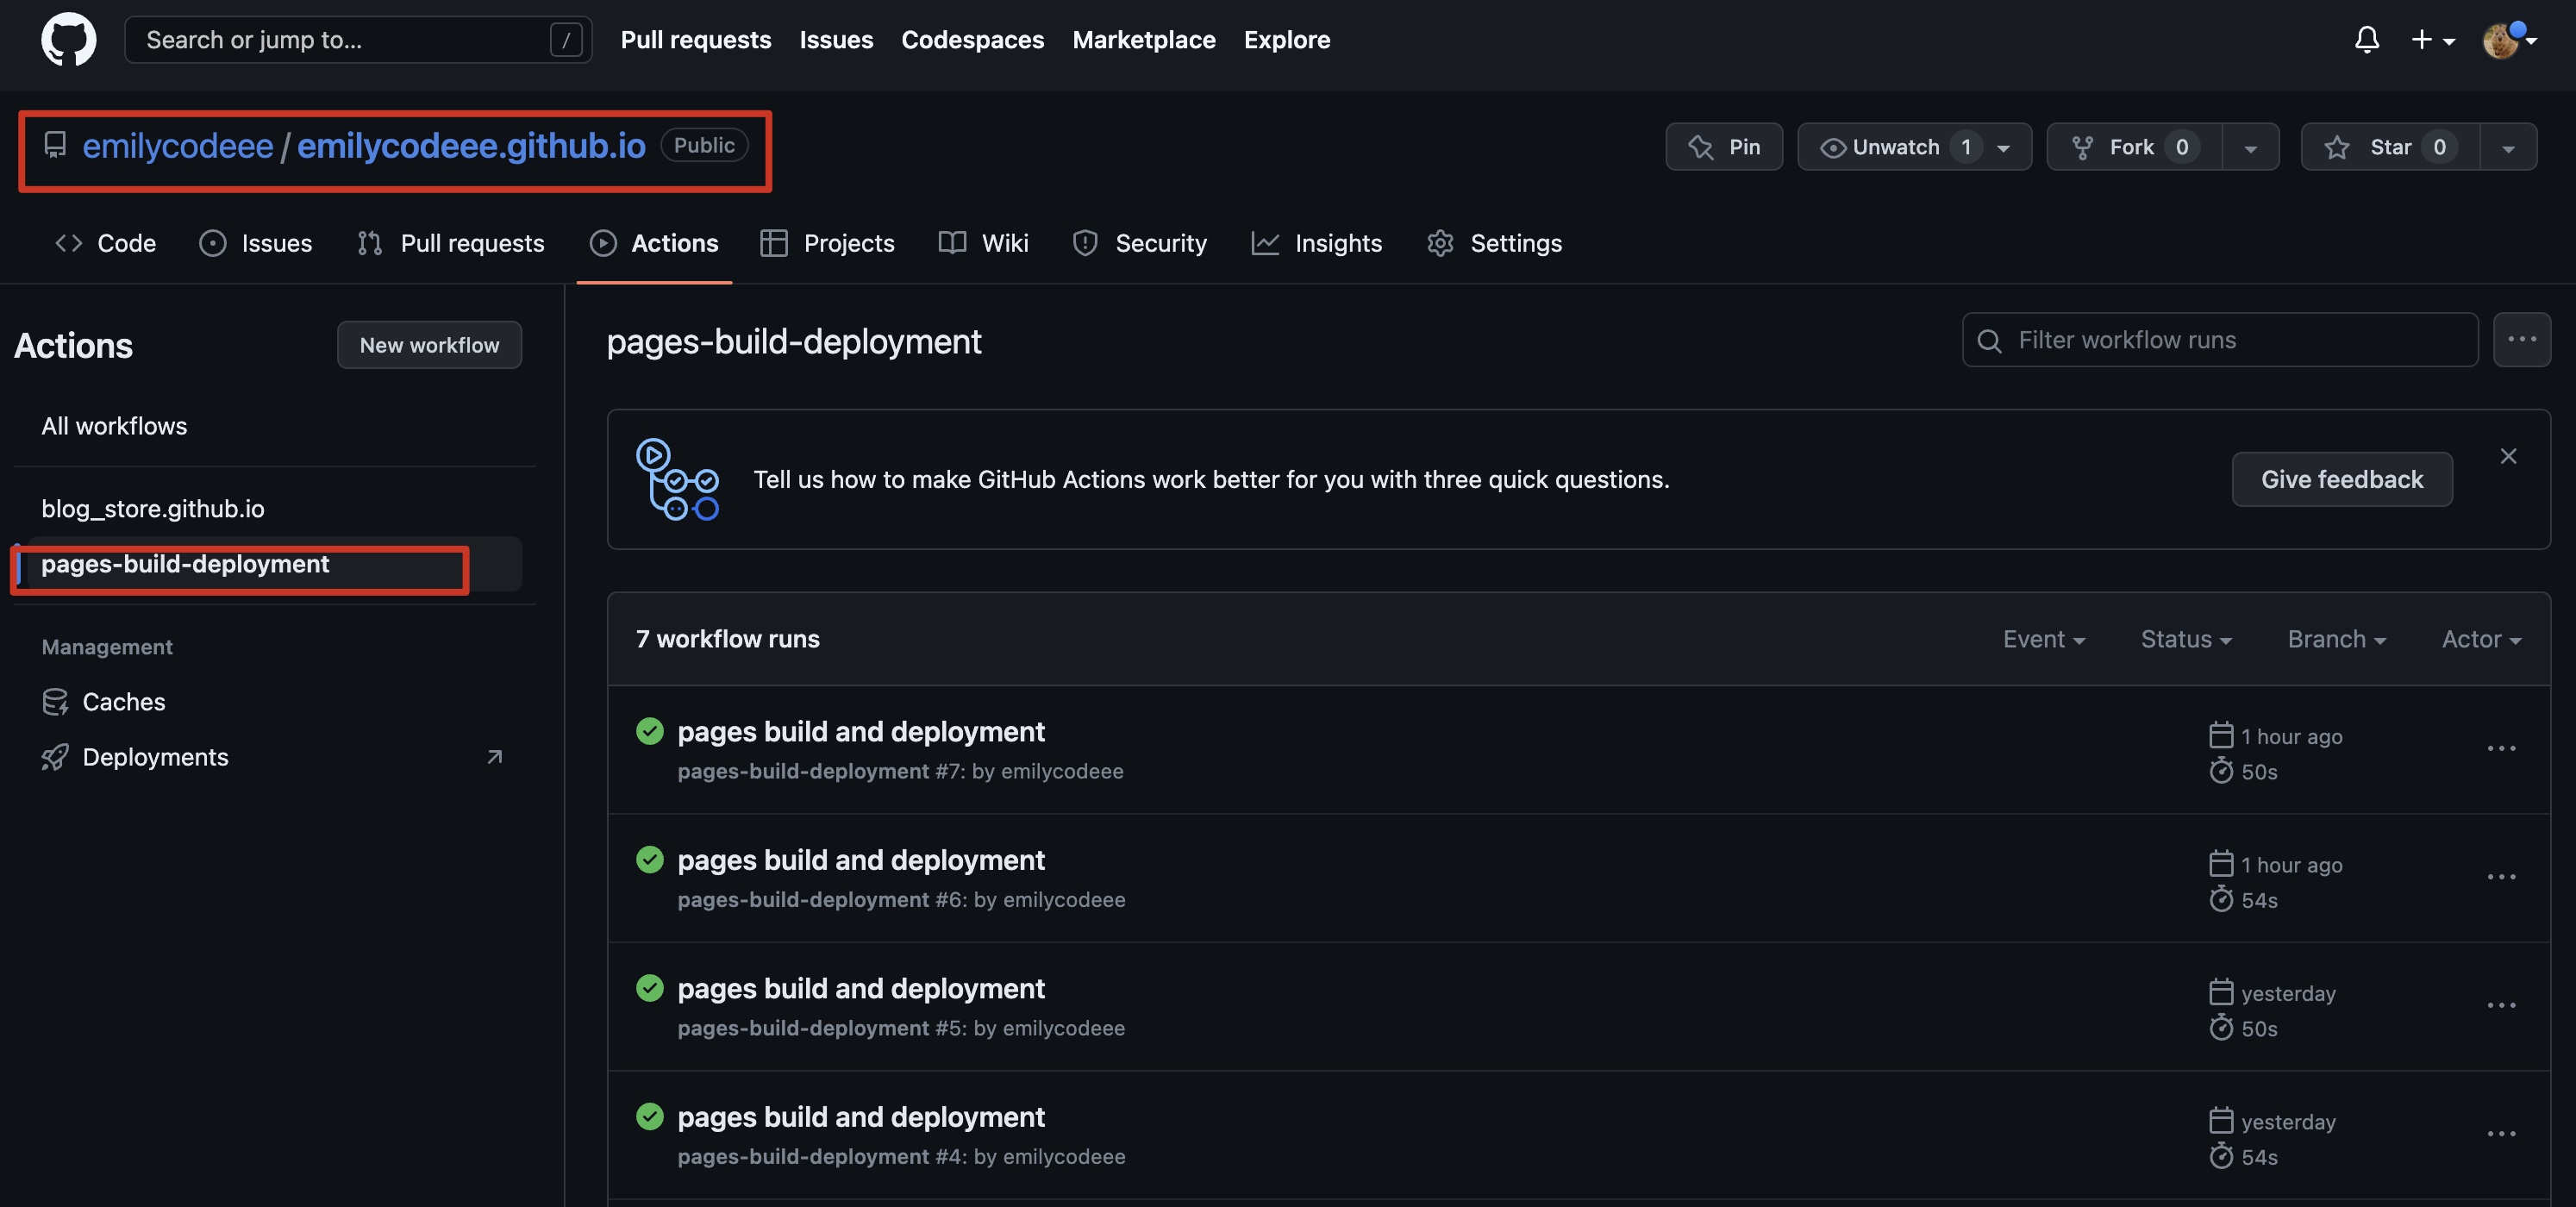 Search or jump to... /
Pull requests Issues Codespaces Marketplace Explore
emilycodeee / emilycodeee.github.io Public
Pin Unwatch 1 Fork 0 Star 0
Code Issues Pull requests Actions Projects Wiki Security Insights Settings
Actions New workflow
All workflows
blog_store.github.io
pages-build-deployment
Management
Caches
Deployments
pages-build-deployment
Filter workflow runs
Tell us how to make GitHub Actions work better for you with three quick questions.
Give feedback
7 workflow runs
Event Status Branch Actor
pages build and deployment
pages-build-deployment #7: by emilycodeee
1 hour ago
50s
pages build and deployment
pages-build-deployment #6: by emilycodeee
1 hour ago
54s
pages build and deployment
pages-build-deployment #5: by emilycodeee
yesterday
50s
pages build and deployment
pages-build-deployment #4: by emilycodeee
yesterday
54s